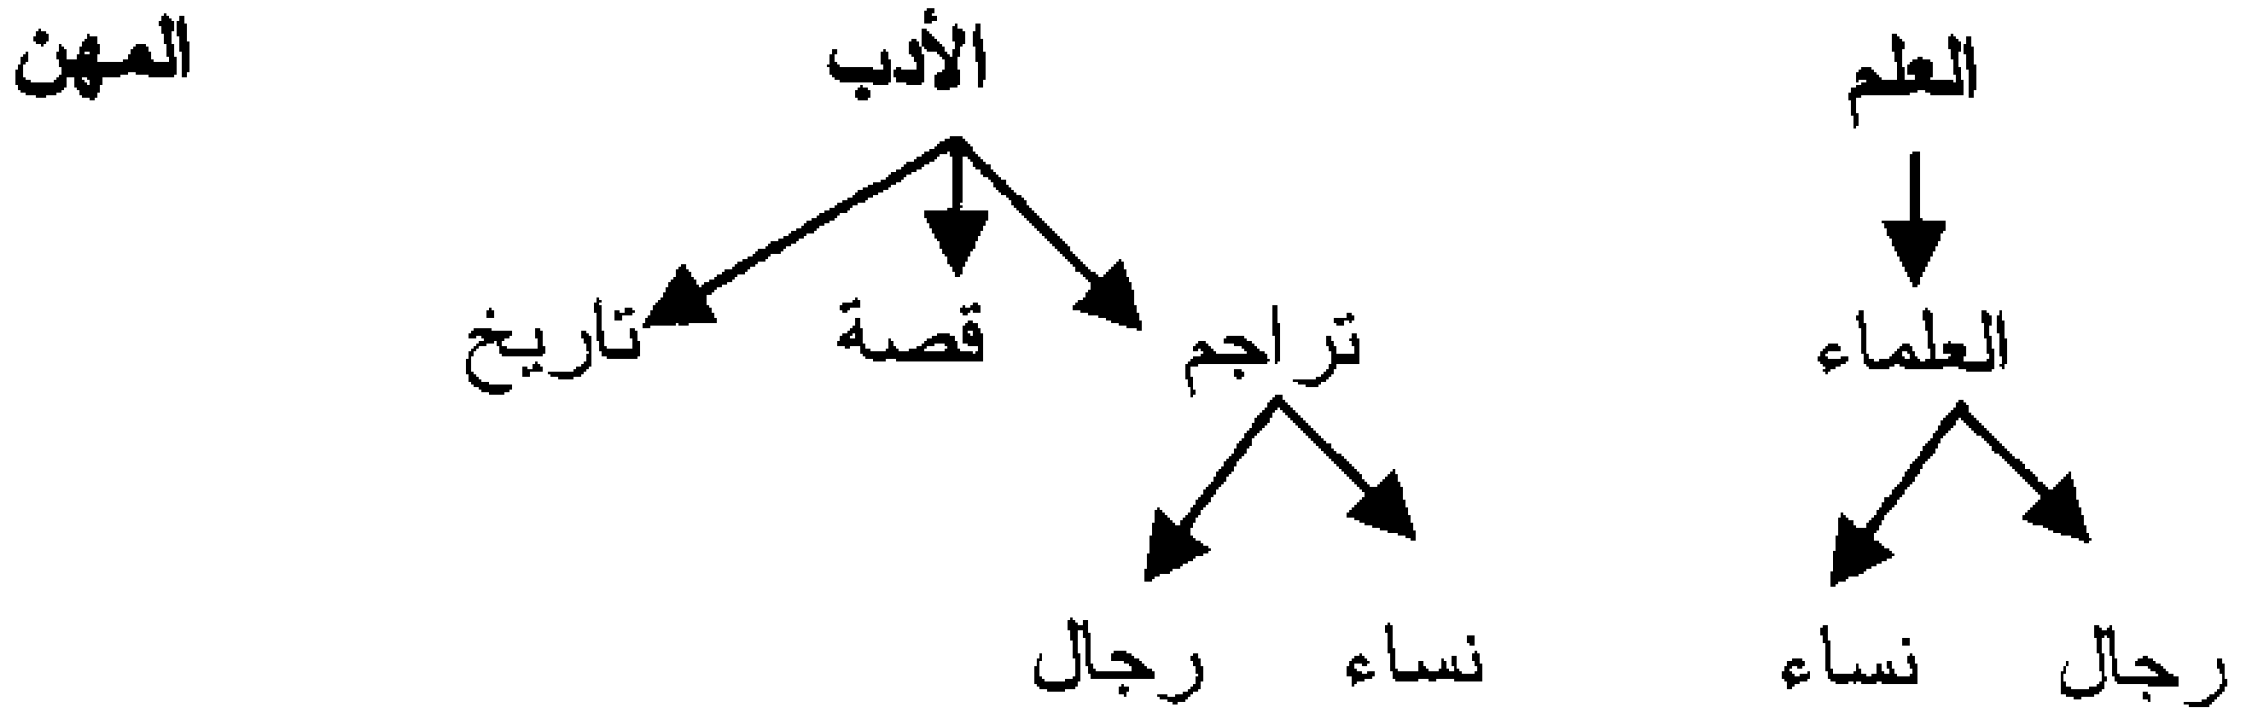 العلم الأدب المهن
العلماء تراجم قصة تاريخ
رجال نساء نساء رجال